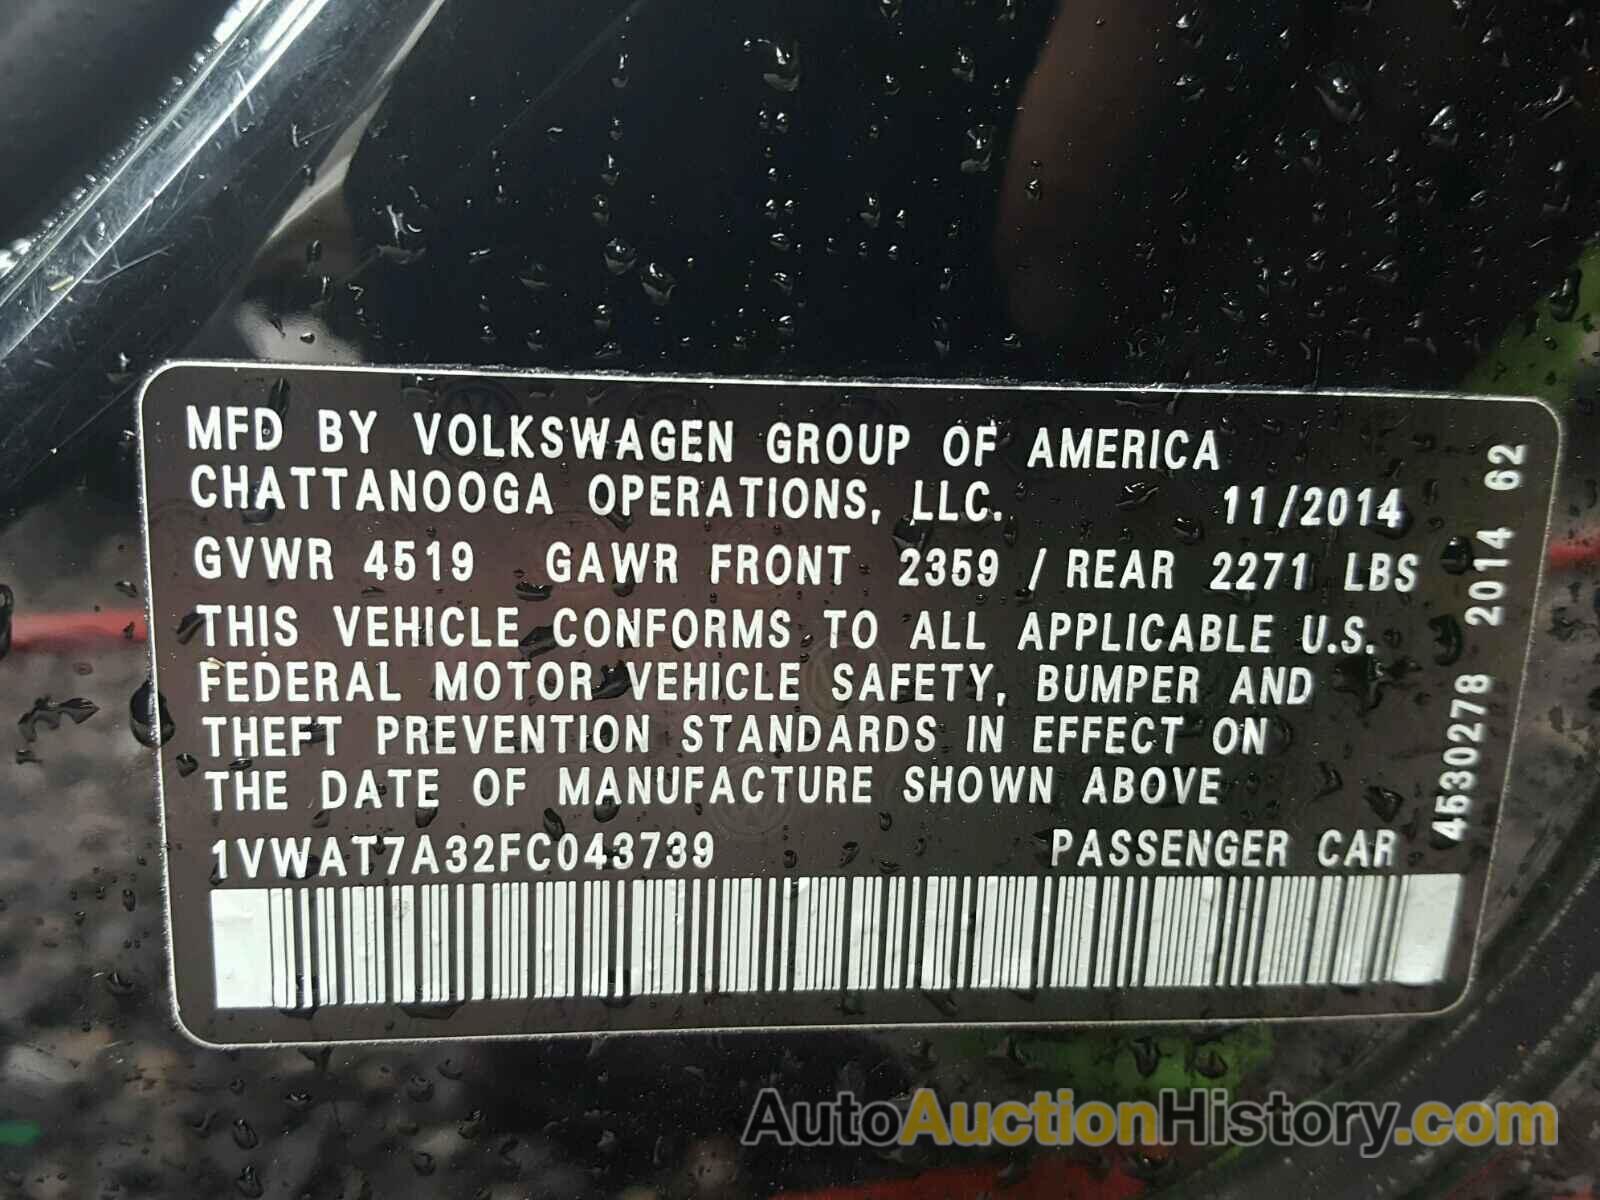 MFD BY VOLKSWAGEN GROUP OF AMERICA
CHATTANOOGA OPERATIONS, LLC. 11/2014
GVWR 4519 GAWR FRONT 2359 / REAR 2271 LBS
THIS VEHICLE CONFORMS TO ALL APPLICABLE U.S.
FEDERAL MOTOR VEHICLE SAFETY, BUMPER AND
THEFT PREVENTION STANDARDS IN EFFECT ON
THE DATE OF MANUFACTURE SHOWN ABOVE
1VWAT7A32FC043739 PASSENGER CAR
4530278 2014 62
AutoAuctionHistory.com